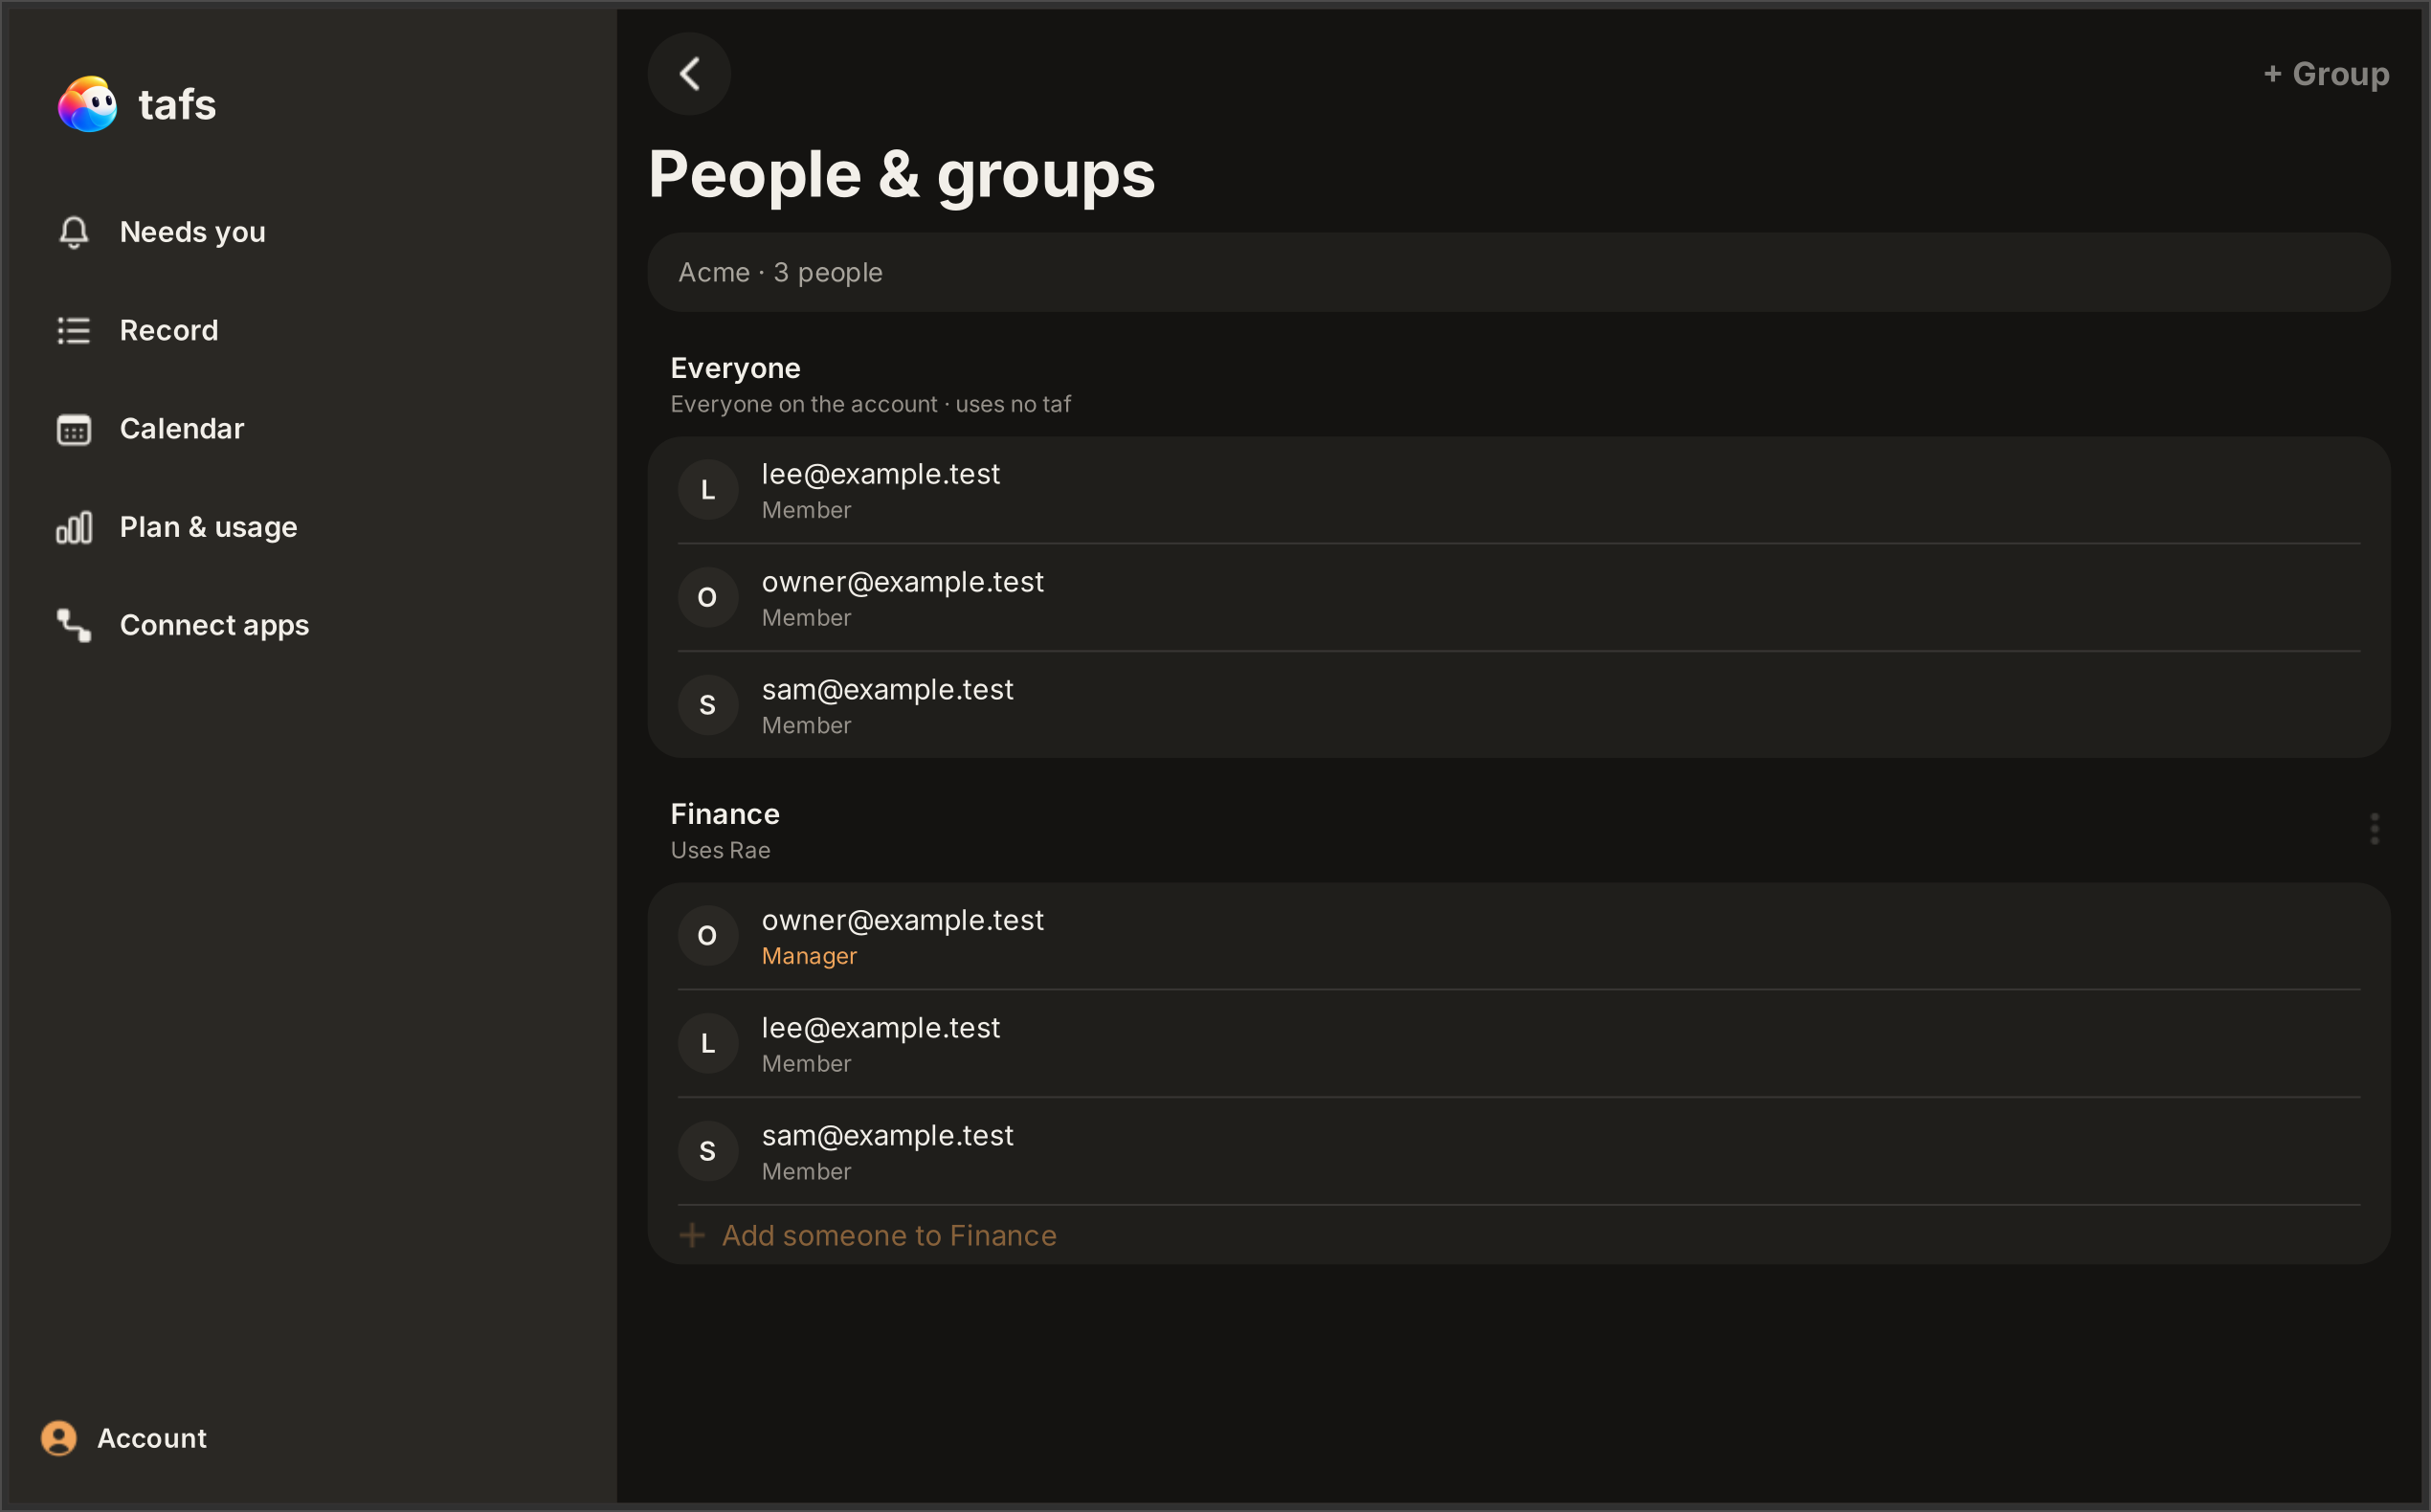 tafs
Needs you
Record
Calendar
Plan & usage
Connect apps
Account
+ Group
People & groups
Acme · 3 people
Everyone
Everyone on the account · uses no taf
L
lee@example.test
Member
O
owner@example.test
Member
S
sam@example.test
Member
Finance
Uses Rae
O
owner@example.test
Manager
L
lee@example.test
Member
S
sam@example.test
Member
+ Add someone to Finance